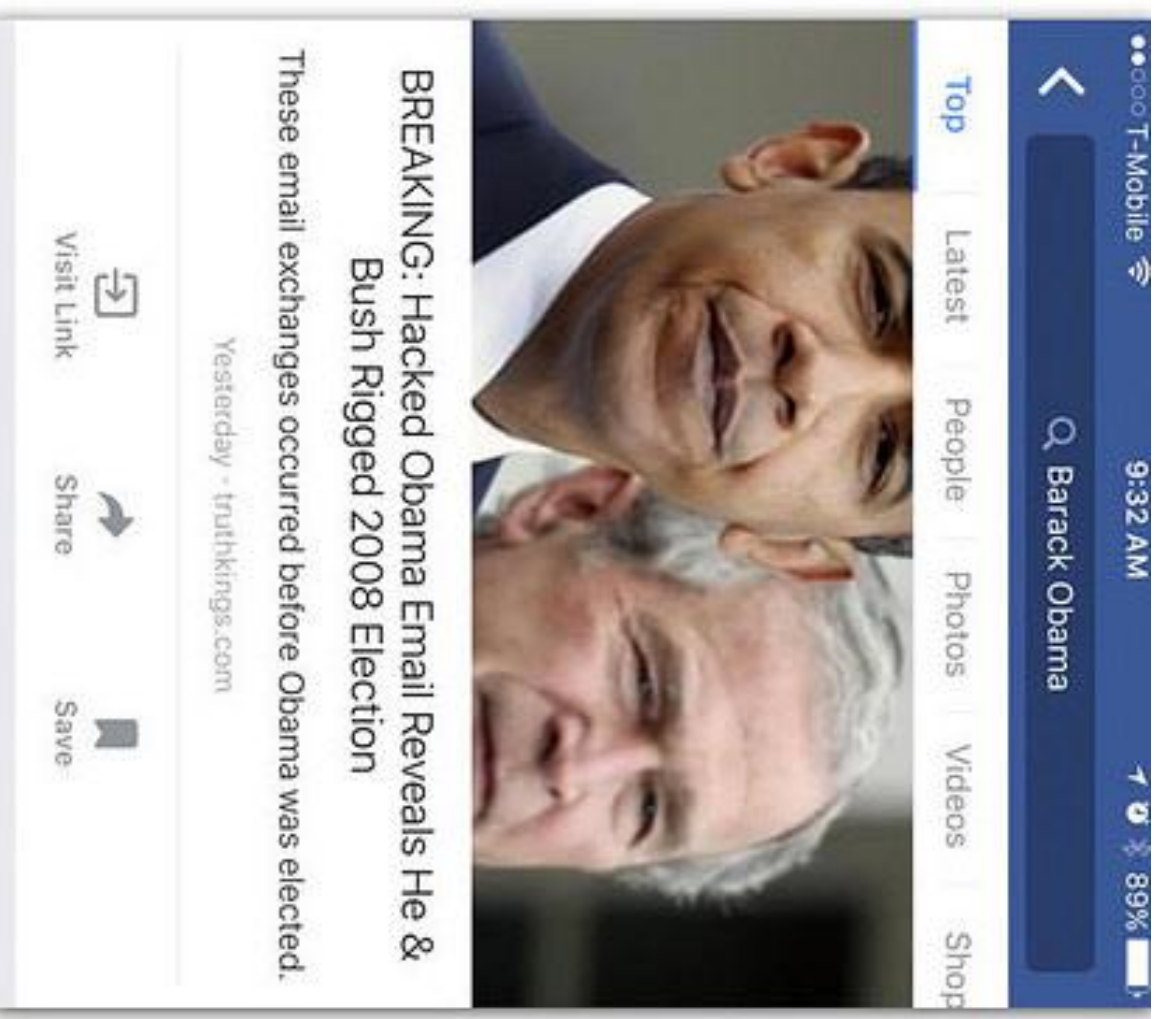 T-Mobile 9:32 AM 89%
Barack Obama
Top Latest People Photos Videos Shop
BREAKING: Hacked Obama Email Reveals He &
Bush Rigged 2008 Election
These email exchanges occurred before Obama was elected.
Yesterday · truthkings.com
Visit Link Share Save